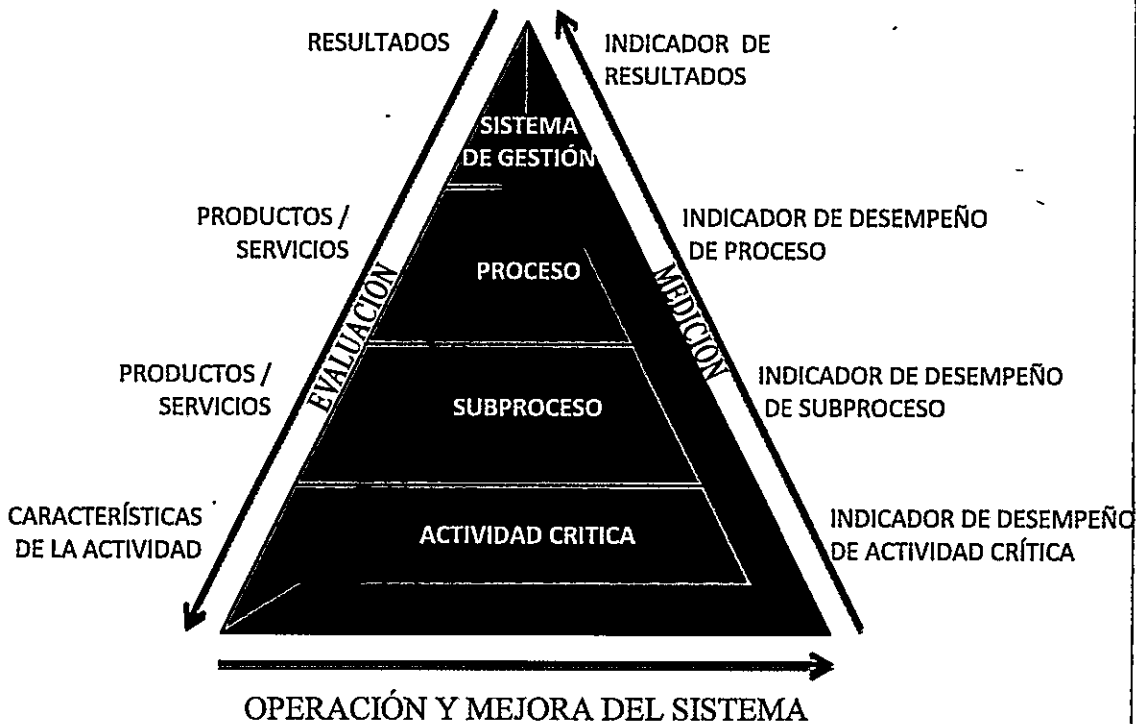 RESULTADOS
INDICADOR DE
RESULTADOS
SISTEMA
DE GESTIÓN
PRODUCTOS /
SERVICIOS
INDICADOR DE DESEMPEÑO
DE PROCESO
PROCESO
EVALUACIÓN
MEDICION
PRODUCTOS /
SERVICIOS
INDICADOR DE DESEMPEÑO
DE SUBPROCESO
SUBPROCESO
CARACTERÍSTICAS
DE LA ACTIVIDAD
INDICADOR DE DESEMPEÑO
DE ACTIVIDAD CRÍTICA
ACTIVIDAD CRITICA
OPERACIÓN Y MEJORA DEL SISTEMA